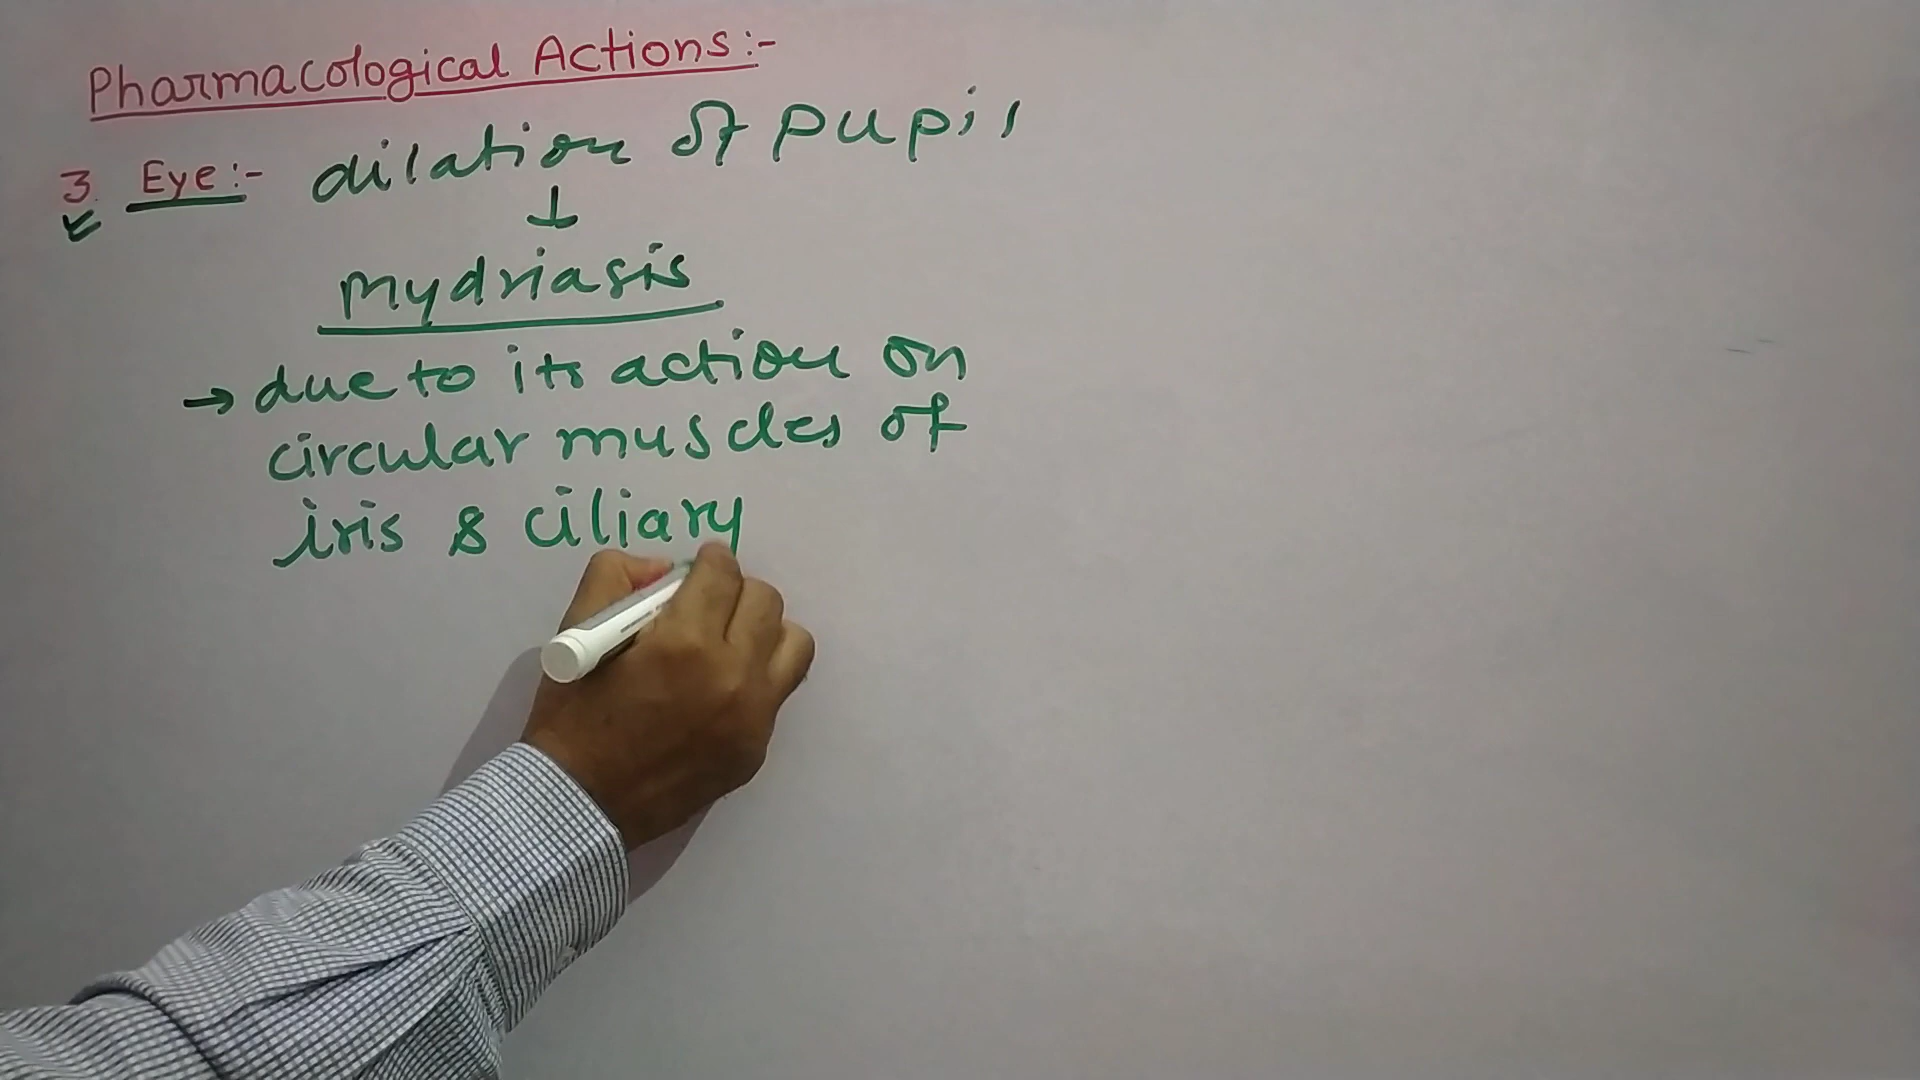 Pharmacological Actions:-
3. Eye:- dilation of pupil
↓
Mydriasis
→ due to its action on
circular muscles of
iris & ciliary